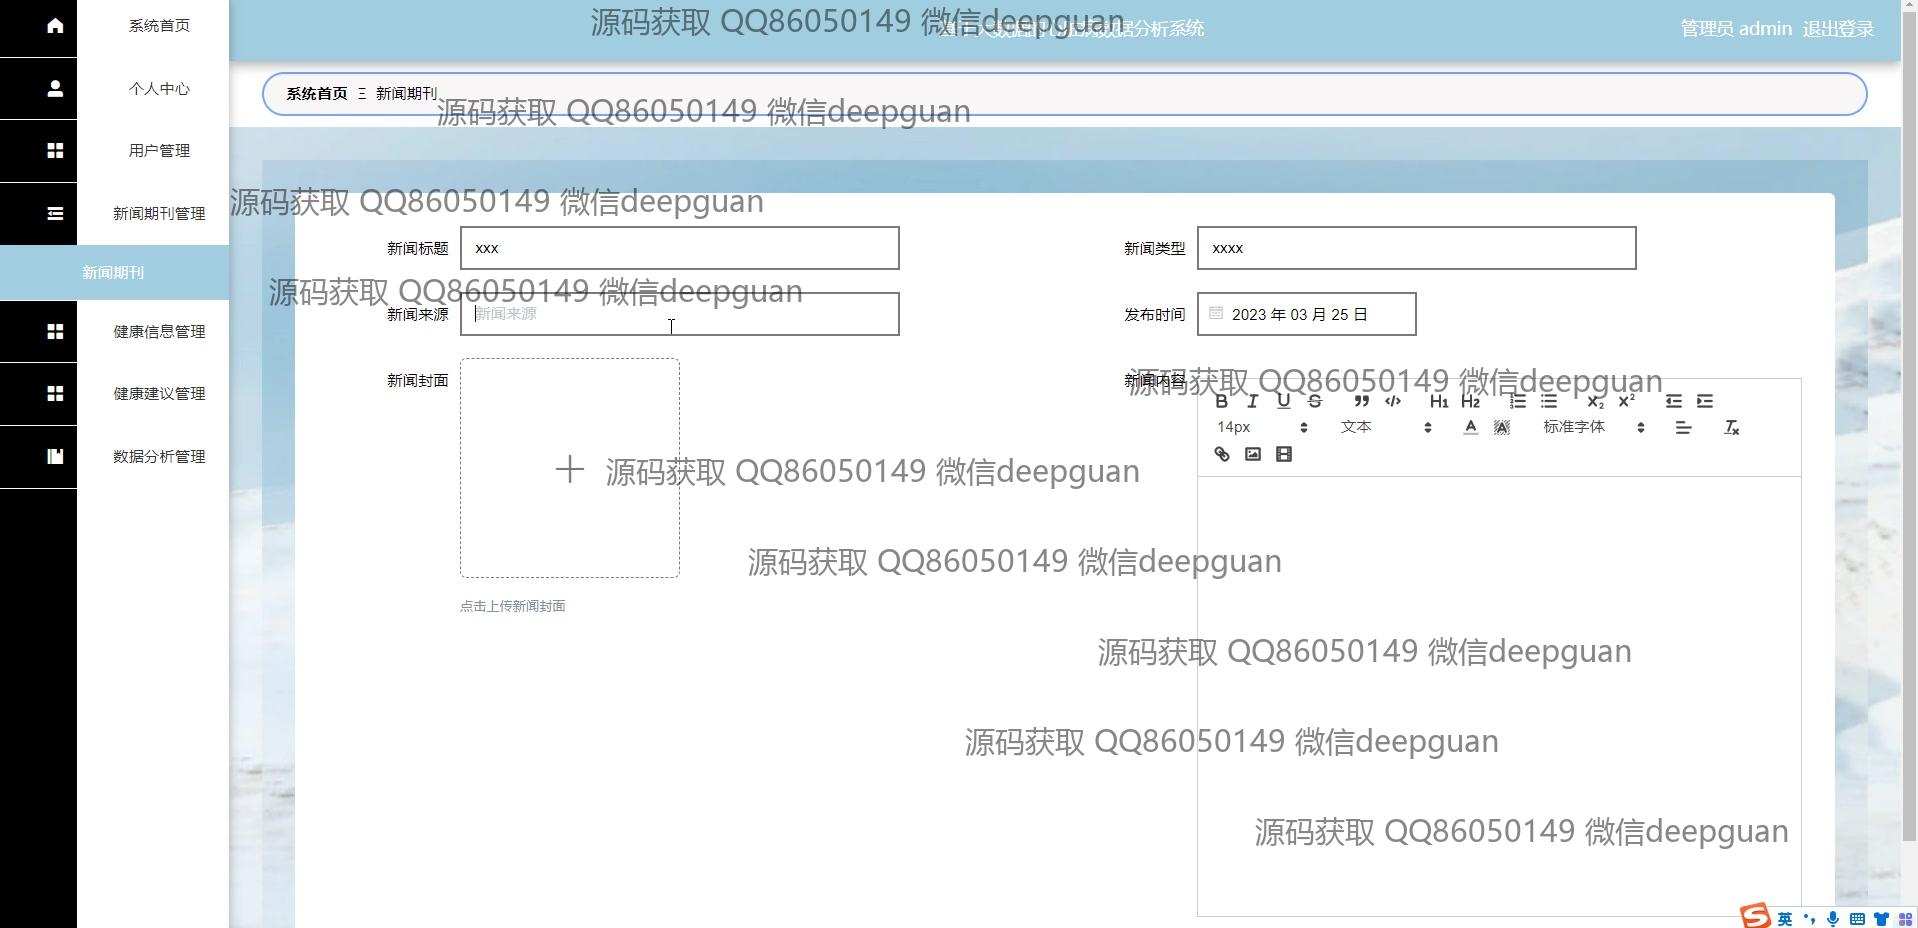 系统首页
个人中心
用户管理
新闻期刊管理
新闻期刊
健康信息管理
健康建议管理
数据分析管理
源码获取 QQ86050149 微信deepguan
数据分析系统
管理员 admin 退出登录
系统首页 Ξ 新闻期刊
源码获取 QQ86050149 微信deepguan
源码获取 QQ86050149 微信deepguan
新闻标题 xxx
新闻类型 xxxx
源码获取 QQ86050149 微信deepguan
新闻来源 新闻来源
发布时间 2023 年 03 月 25 日
新闻封面
新闻内容
源码获取 QQ86050149 微信deepguan
B I U S ” </> H1 H2 X2 X2
14px 文本 A A 标准字体 Tx
源码获取 QQ86050149 微信deepguan
源码获取 QQ86050149 微信deepguan
点击上传新闻封面
源码获取 QQ86050149 微信deepguan
源码获取 QQ86050149 微信deepguan
源码获取 QQ86050149 微信deepguan
S 英